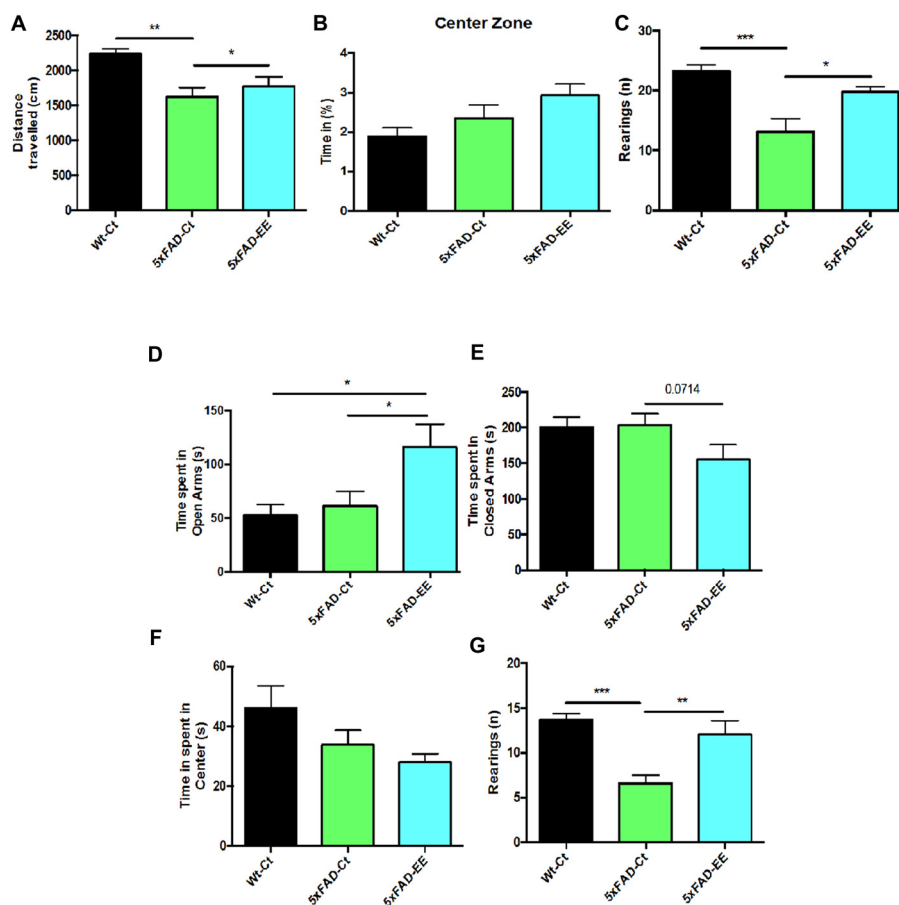 A
Distance
travelled (cm)
2500
2000
1500
1000
500
0
**
*
Wt-Ct
5xFAD-Ct
5xFAD-EE
B
Center Zone
Time in (%)
4
3
2
1
0
Wt-Ct
5xFAD-Ct
5xFAD-EE
C
Rearings (n)
30
20
10
0
***
*
Wt-Ct
5xFAD-Ct
5xFAD-EE
D
Time spent in
Open Arms (s)
150
100
50
0
*
*
Wt-Ct
5xFAD-Ct
5xFAD-EE
E
TIme spent In
Closed Arms (s)
250
200
150
100
50
0
0.0714
Wt-Ct
5xFAD-Ct
5xFAD-EE
F
Time in spent in
Center (s)
60
40
20
0
Wt-Ct
5xFAD-Ct
5xFAD-EE
G
Rearings (n)
20
15
10
5
0
***
**
Wt-Ct
5xFAD-Ct
5xFAD-EE